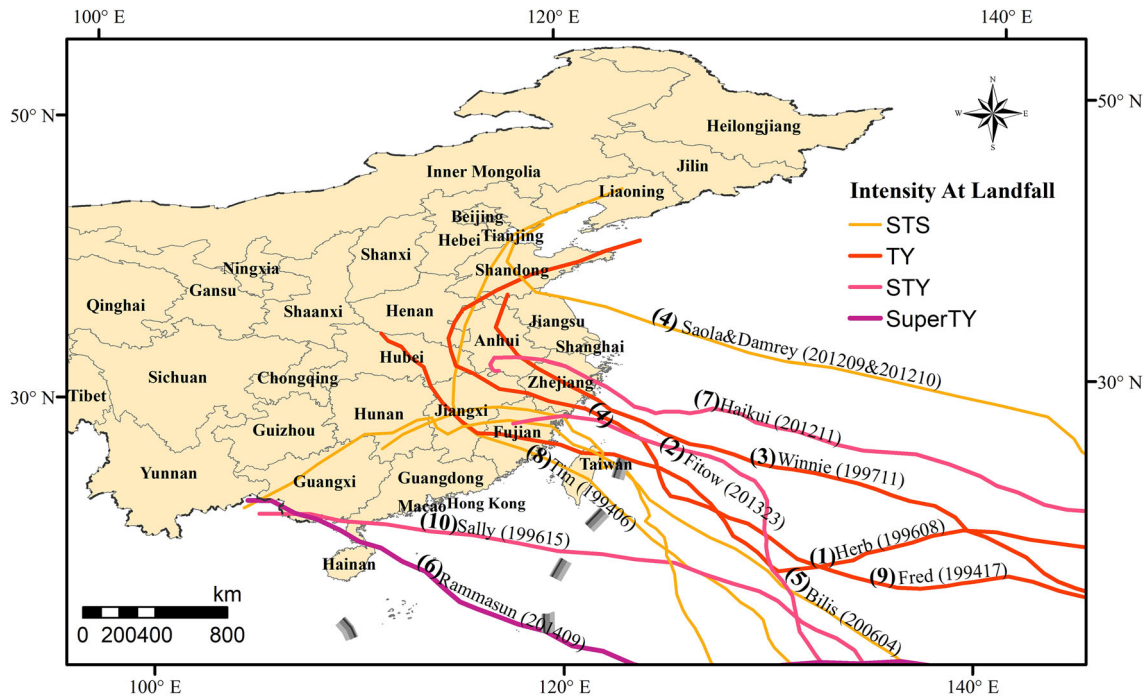 100° E
120° E
140° E
N
W
E
S
50° N
50° N
Heilongjiang
Jilin
Inner Mongolia
Liaoning
Beijing
Tianjing
Hebei
Shanxi
Ningxia
Shandong
Gansu
Qinghai
Shaanxi
Henan
Jiangsu
Anhui
Shanghai
Hubei
Sichuan
Chongqing
Zhejiang
Tibet
30° N
30° N
Hunan
Jiangxi
Guizhou
Fujian
Yunnan
Taiwan
Guangxi
Guangdong
Macao
Hong Kong
Hainan
Intensity At Landfall
STS
TY
STY
SuperTY
(4) Saola&Damrey (201209&201210)
(7)Haikui (201211)
(4)
(3) Winnie (199711)
(2)Fitow (201323)
(8)Tim (199406)
(1)Herb (199608)
(10)Sally (199615)
(9) Fred (199417)
(5)Bilis (200604)
(6)Rammasun (201409)
km
0 200400 800
100° E
120° E
140° E